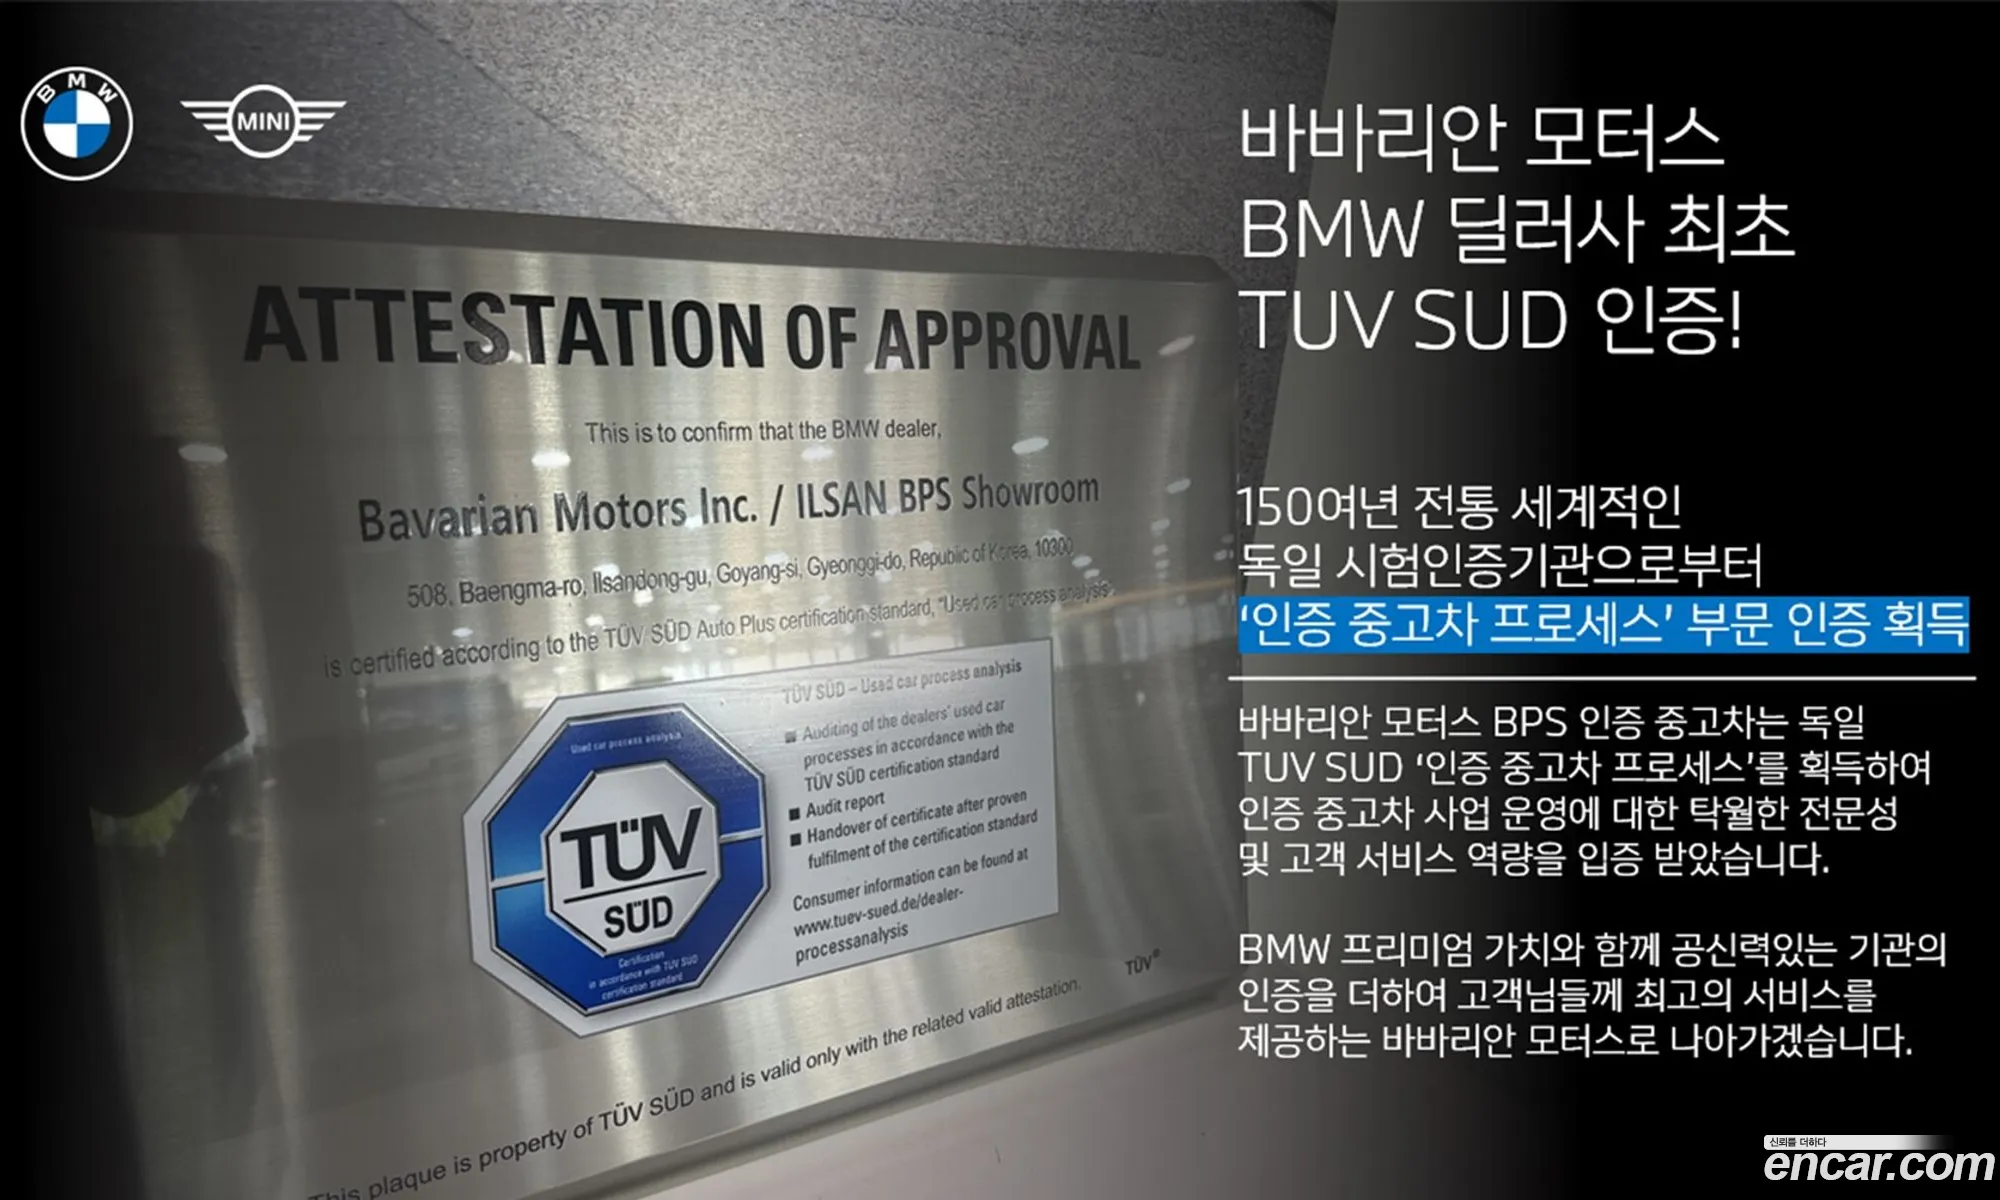 BMW
MINI
바바리안 모터스
BMW 딜러사 최초
TUV SUD 인증!
150여년 전통 세계적인
독일 시험인증기관으로부터
‘인증 중고차 프로세스’ 부문 인증 획득
바바리안 모터스 BPS 인증 중고차는 독일
TUV SUD ‘인증 중고차 프로세스’를 획득하여
인증 중고차 사업 운영에 대한 탁월한 전문성
및 고객 서비스 역량을 입증 받았습니다.
BMW 프리미엄 가치와 함께 공신력있는 기관의
인증을 더하여 고객님들께 최고의 서비스를
제공하는 바바리안 모터스로 나아가겠습니다.
ATTESTATION OF APPROVAL
This is to confirm that the BMW dealer,
Bavarian Motors Inc. / ILSAN BPS Showroom
508, Baengma-ro, Ilsandong-gu, Goyang-si, Gyeonggi-do, Republic of Korea, 10300
is certified according to the TÜV SÜD Auto Plus certification standard, "Used car process analysis".
Used car process analysis
TÜV
SÜD
Certification
in accordance with TÜV SÜD
certification standard
TÜV SÜD – Used car process analysis
■ Auditing of the dealers' used car
processes in accordance with the
TÜV SÜD certification standard
■ Audit report
■ Handover of certificate after proven
fulfilment of the certification standard
Consumer information can be found at
www.tuev-sued.de/dealer-
processanalysis
TÜV®
This plaque is property of TÜV SÜD and is valid only with the related valid attestation.
신뢰를 더하다
encar.com